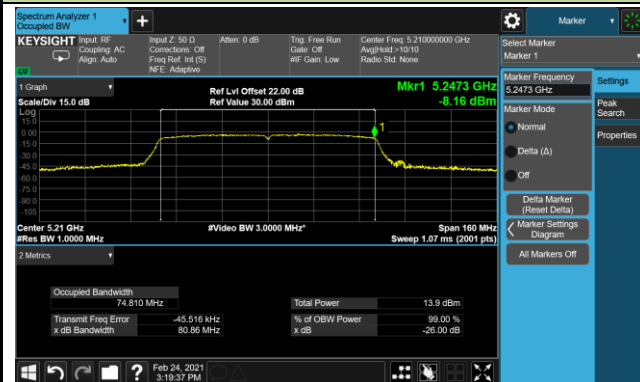 Spectrum Analyzer 1
Occupied BW
Marker
KEYSIGHT
Input: RF
Coupling: AC
Align: Auto
Input Z: 50 Ω
Corrections: Off
Freq Ref: Int (S)
NFE: Adaptive
Atten: 0 dB
Trig: Free Run
Gate: Off
#IF Gain: Low
Center Freq: 5.210000000 GHz
Avg|Hold:>10/10
Radio Std: None
Select Marker
Marker 1
1 Graph
Scale/Div 15.0 dB
Ref Lvl Offset 22.00 dB
Ref Value 30.00 dBm
Mkr1 5.2473 GHz
-8.16 dBm
Log
15.0
0.00
-15.0
-30.0
-45.0
-60.0
-75.0
-90.0
-105
1
Center 5.21 GHz
#Res BW 1.0000 MHz
#Video BW 3.0000 MHz*
Span 160 MHz
Sweep 1.07 ms (2001 pts)
2 Metrics
Occupied Bandwidth
74.810 MHz
Transmit Freq Error -45.516 kHz
x dB Bandwidth 80.86 MHz
Total Power 13.9 dBm
% of OBW Power 99.00 %
x dB -26.00 dB
Marker Frequency
5.2473 GHz
Marker Mode
Normal
Delta (Δ)
Off
Delta Marker
(Reset Delta)
Marker Settings
Diagram
All Markers Off
Settings
Peak
Search
Properties
Feb 24, 2021
3:19:37 PM